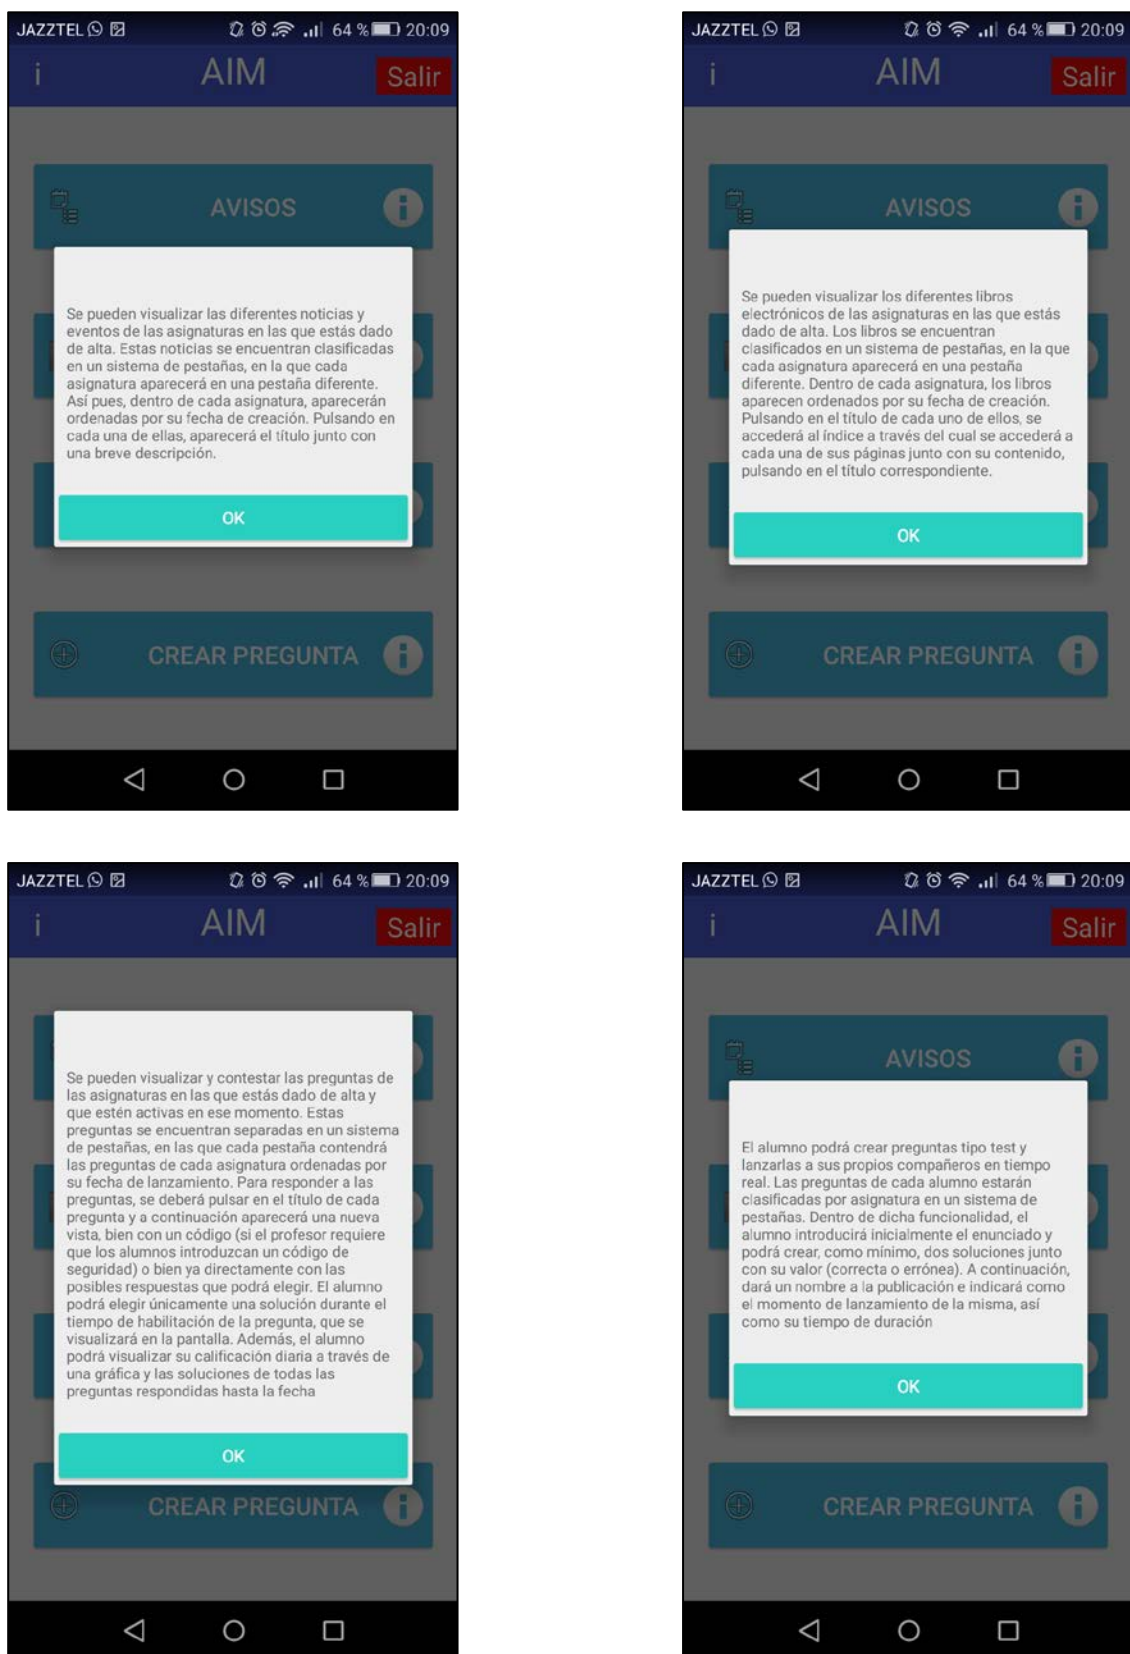 JAZZTEL 64 % 20:09
i AIM Salir
AVISOS
Se pueden visualizar las diferentes noticias y
eventos de las asignaturas en las que estás dado
de alta. Estas noticias se encuentran clasificadas
en un sistema de pestañas, en la que cada
asignatura aparecerá en una pestaña diferente.
Así pues, dentro de cada asignatura, aparecerán
ordenadas por su fecha de creación. Pulsando en
cada una de ellas, aparecerá el título junto con
una breve descripción.
OK
CREAR PREGUNTA
JAZZTEL 64 % 20:09
i AIM Salir
AVISOS
Se pueden visualizar los diferentes libros
electrónicos de las asignaturas en las que estás
dado de alta. Los libros se encuentran
clasificados en un sistema de pestañas, en la que
cada asignatura aparecerá en una pestaña
diferente. Dentro de cada asignatura, los libros
aparecen ordenados por su fecha de creación.
Pulsando en el título de cada uno de ellos, se
accederá al índice a través del cual se accederá a
cada una de sus páginas junto con su contenido,
pulsando en el título correspondiente.
OK
CREAR PREGUNTA
JAZZTEL 64 % 20:09
i AIM Salir
Se pueden visualizar y contestar las preguntas de
las asignaturas en las que estás dado de alta y
que estén activas en ese momento. Estas
preguntas se encuentran separadas en un sistema
de pestañas, en las que cada pestaña contendrá
las preguntas de cada asignatura ordenadas por
su fecha de lanzamiento. Para responder a las
preguntas, se deberá pulsar en el título de cada
pregunta y a continuación aparecerá una nueva
vista, bien con un código (si el profesor requiere
que los alumnos introduzcan un código de
seguridad) o bien ya directamente con las
posibles respuestas que podrá elegir. El alumno
podrá elegir únicamente una solución durante el
tiempo de habilitación de la pregunta, que se
visualizará en la pantalla. Además, el alumno
podrá visualizar su calificación diaria a través de
una gráfica y las soluciones de todas las
preguntas respondidas hasta la fecha
OK
CREAR PREGUNTA
JAZZTEL 64 % 20:09
i AIM Salir
AVISOS
El alumno podrá crear preguntas tipo test y
lanzarlas a sus propios compañeros en tiempo
real. Las preguntas de cada alumno estarán
clasificadas por asignatura en un sistema de
pestañas. Dentro de dicha funcionalidad, el
alumno introducirá inicialmente el enunciado y
podrá crear, como mínimo, dos soluciones junto
con su valor (correcta o errónea). A continuación,
dará un nombre a la publicación e indicará como
el momento de lanzamiento de la misma, así
como su tiempo de duración
OK
CREAR PREGUNTA